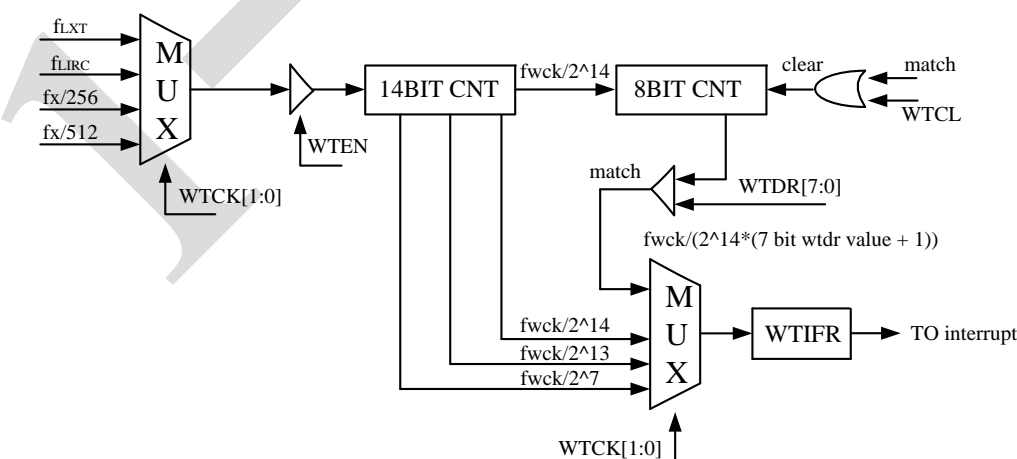 fLXT
fLIRC
fx/256
fx/512
M
U
X
WTCK[1:0]
WTEN
14BIT CNT
fwck/2^14
8BIT CNT
clear
match
WTCL
match
WTDR[7:0]
fwck/(2^14*(7 bit wtdr value + 1))
fwck/2^14
fwck/2^13
fwck/2^7
M
U
X
WTCK[1:0]
WTIFR
TO interrupt